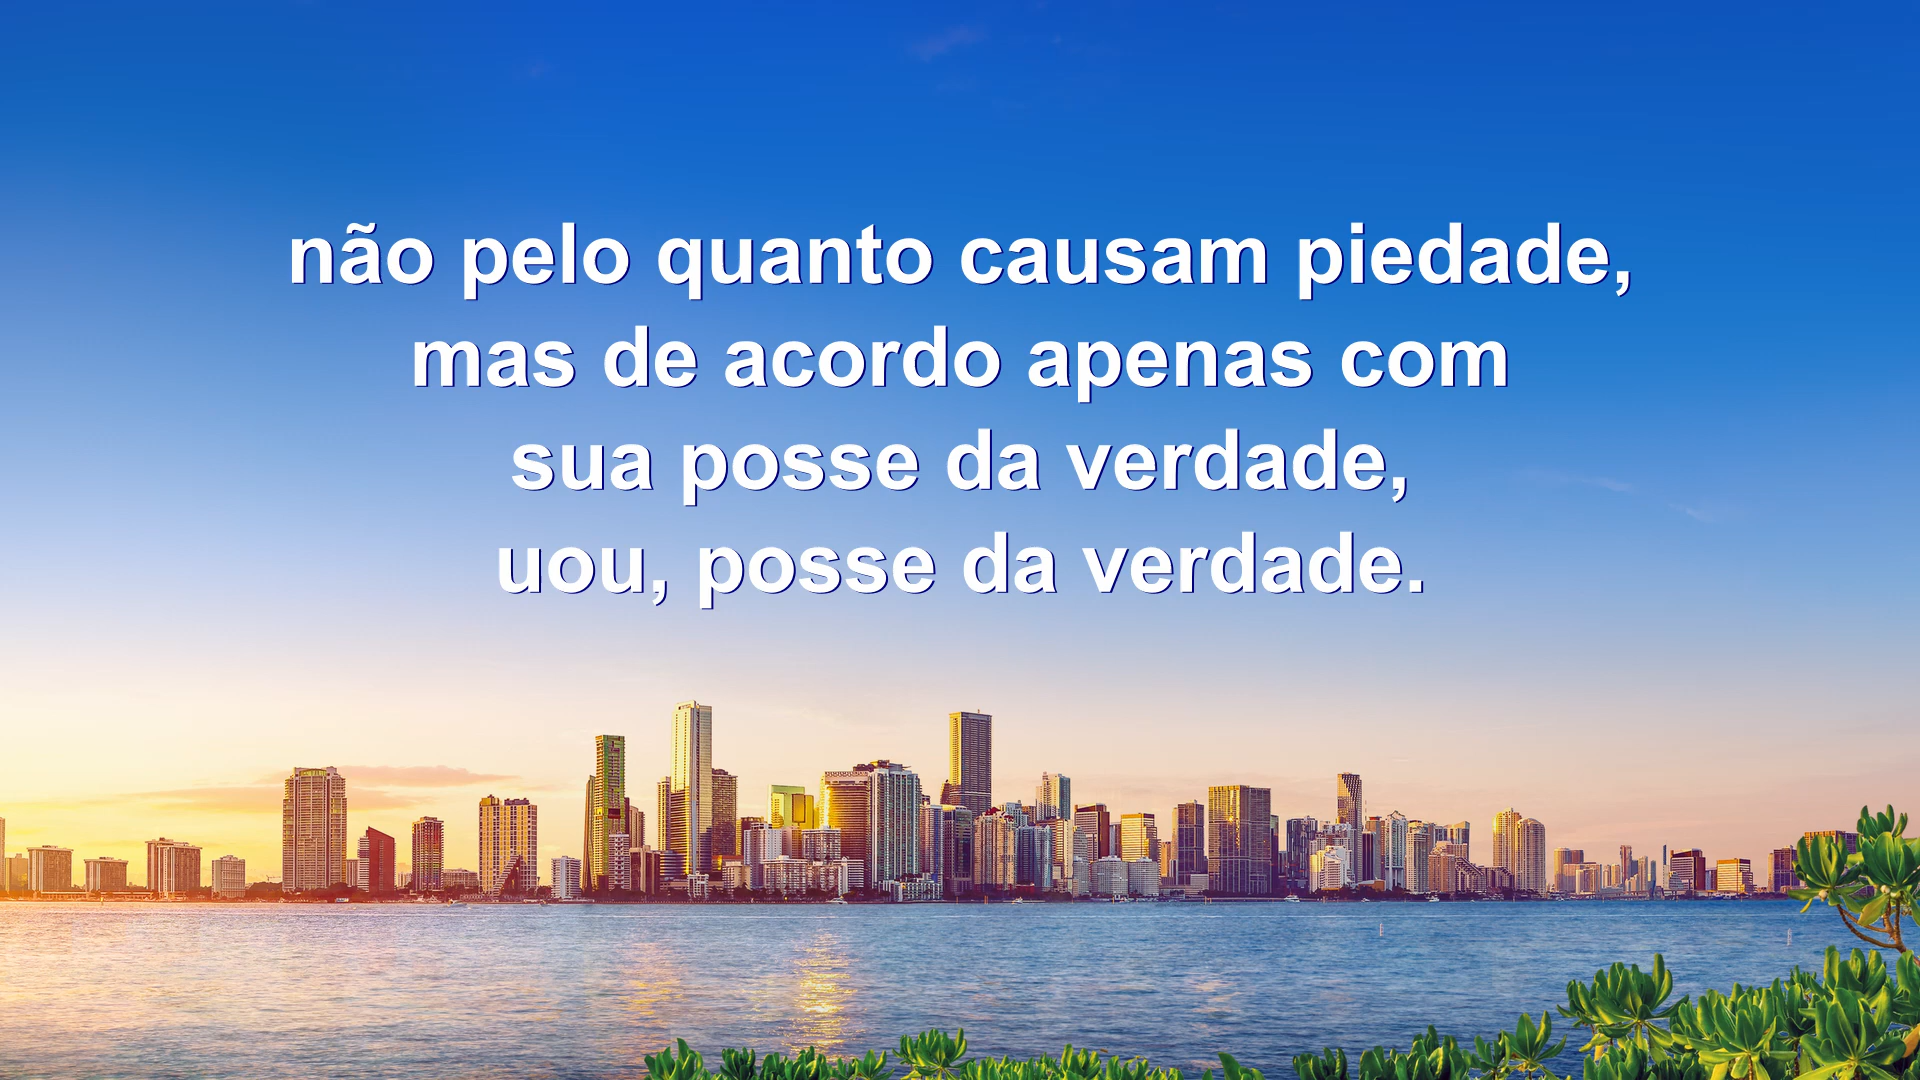 não pelo quanto causam piedade,
mas de acordo apenas com
sua posse da verdade,
uou, posse da verdade.